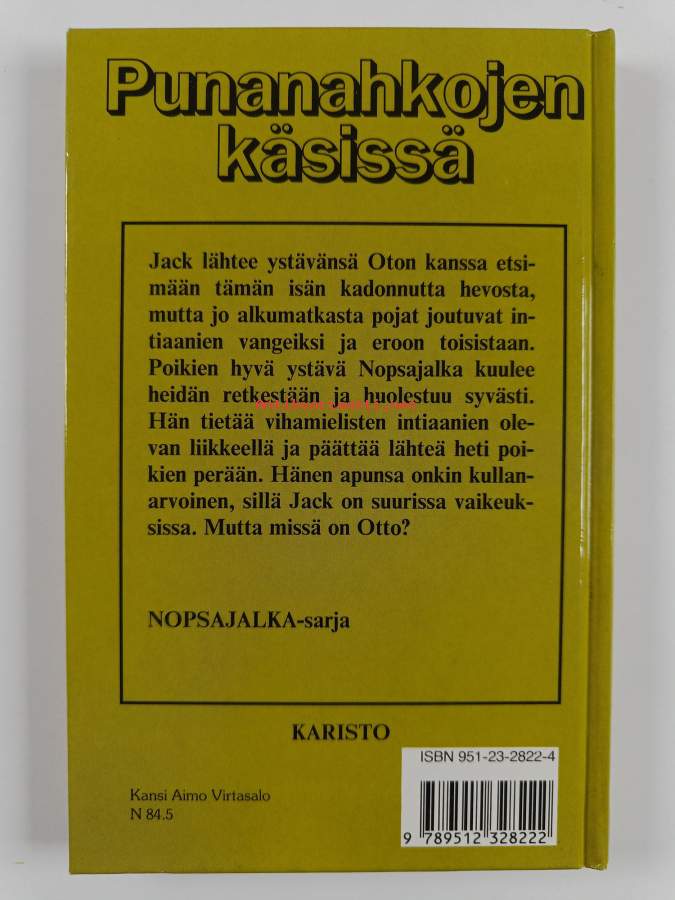 Punanahkojen
käsissä
Jack lähtee ystävänsä Oton kanssa etsi-
mään tämän isän kadonnutta hevosta,
mutta jo alkumatkasta pojat joutuvat in-
tiaanien vangeiksi ja eroon toisistaan.
Poikien hyvä ystävä Nopsajalka kuulee
heidän retkestään ja huolestuu syvästi.
Hän tietää vihamielisten intiaanien ole-
van liikkeellä ja päättää lähteä heti poi-
kien perään. Hänen apunsa onkin kullan-
arvoinen, sillä Jack on suurissa vaikeuk-
sissa. Mutta missä on Otto?
NOPSAJALKA-sarja
KARISTO
ISBN 951-23-2822-4
Kansi Aimo Virtasalo
N 84.5
9 789512 328222